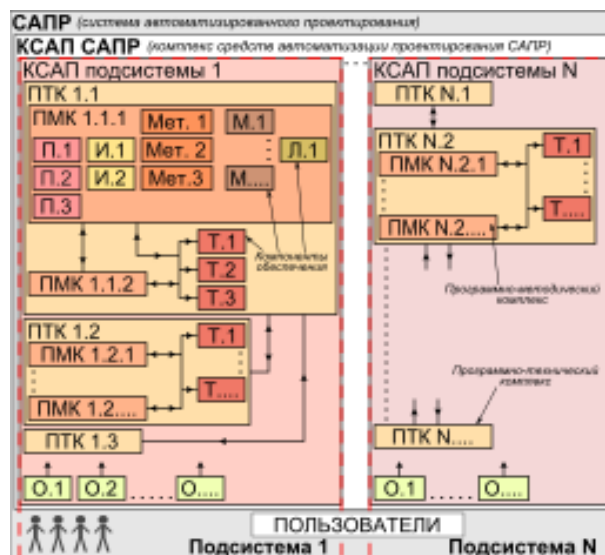 САПР (система автоматизированного проектирования)
КСАП САПР (комплекс средств автоматизации проектирования САПР)
КСАП подсистемы 1
ПТК 1.1
ПМК 1.1.1
Мет. 1
М.1
П.1
И.1
Мет. 2
Л.1
П.2
И.2
Мет.3
М....
П.3
Т.1
Компоненты
обеспечения
Т.2
ПМК 1.1.2
Т.3
ПТК 1.2
Т.1
ПМК 1.2.1
Т....
ПМК 1.2....
ПТК 1.3
О.1
О.2
.....
О....
КСАП подсистемы N
ПТК N.1
ПТК N.2
Т.1
ПМК N.2.1
Т....
ПМК N.2....
Программно-методический
комплекс
Программно-технический
комплекс
ПТК N....
О.1
.....
О....
ПОЛЬЗОВАТЕЛИ
Подсистема 1
Подсистема N